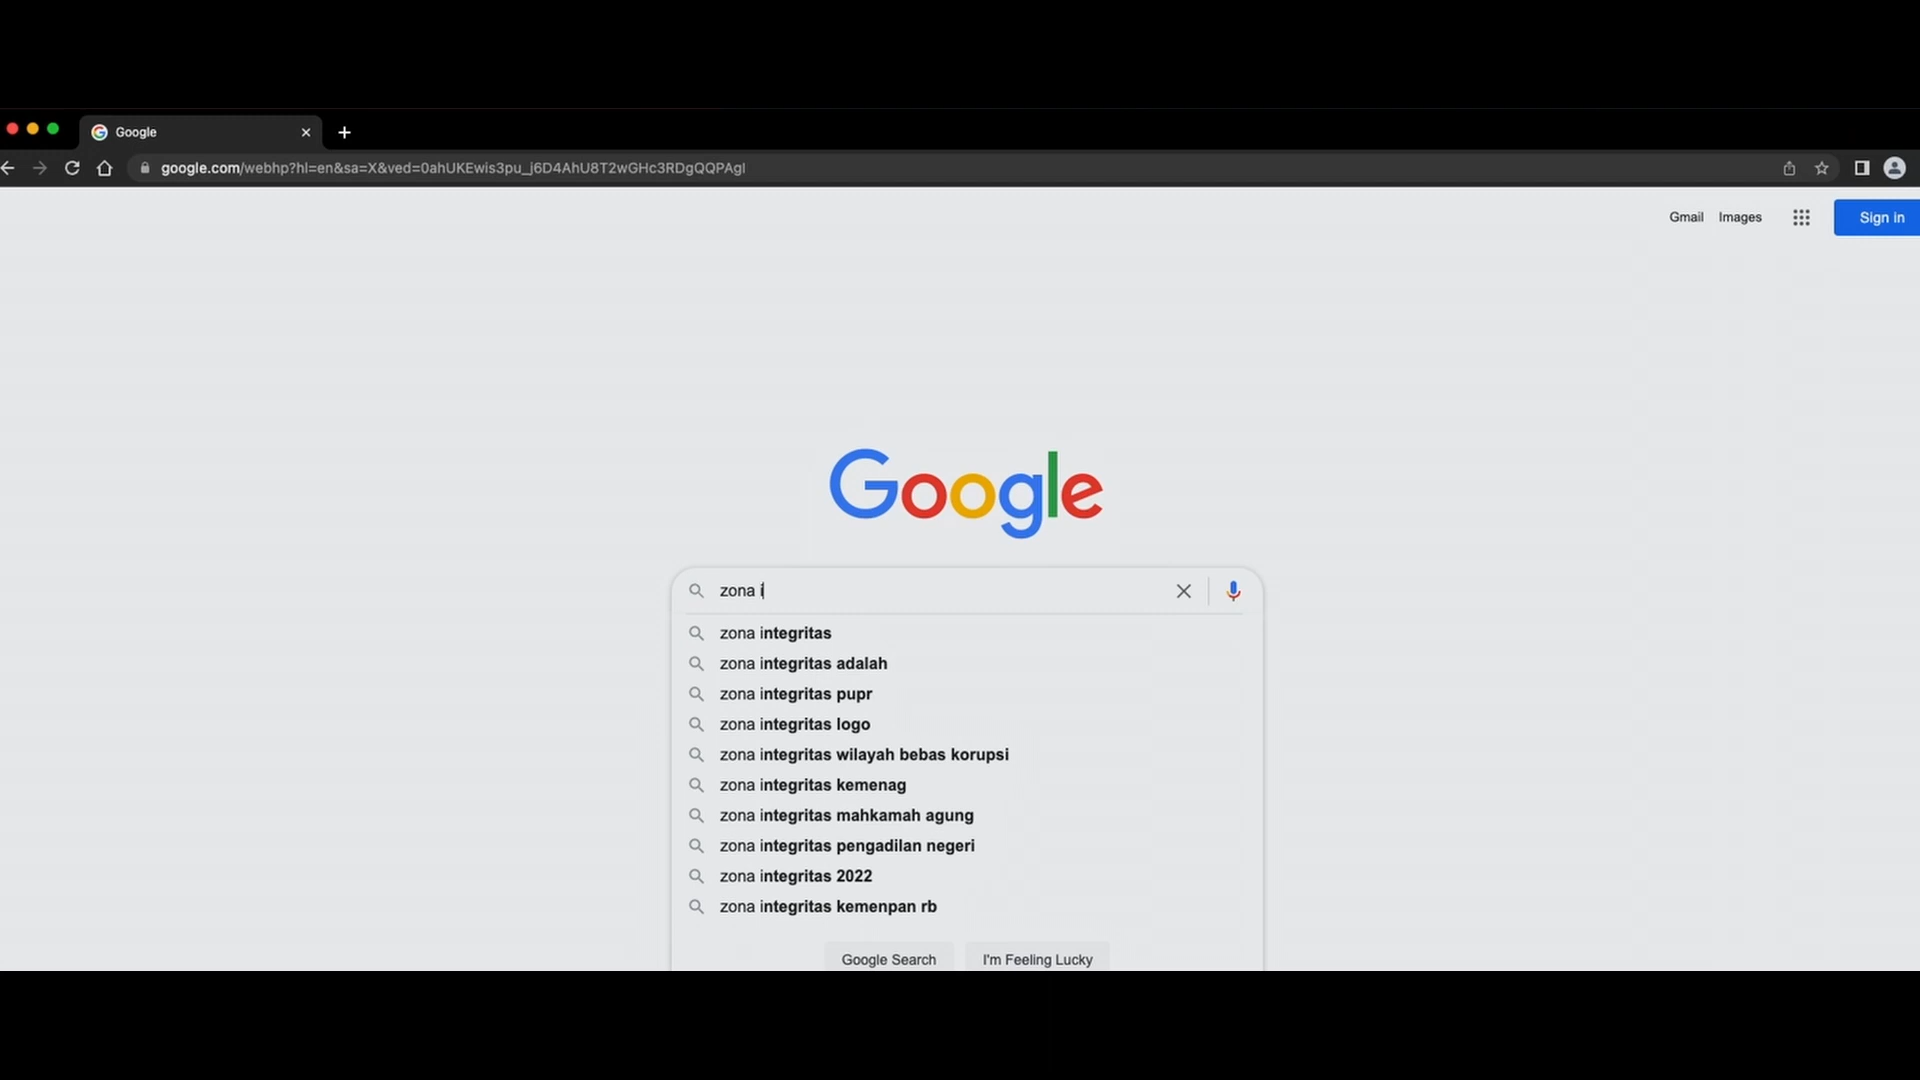 Google
google.com/webhp?hl=en&sa=X&ved=0ahUKEwis3pu_j6D4AhU8T2wGHc3RDgQQPAgI
Gmail Images Sign in
Google
zona i
zona integritas
zona integritas adalah
zona integritas pupr
zona integritas logo
zona integritas wilayah bebas korupsi
zona integritas kemenag
zona integritas mahkamah agung
zona integritas pengadilan negeri
zona integritas 2022
zona integritas kemenpan rb
Google Search I'm Feeling Lucky